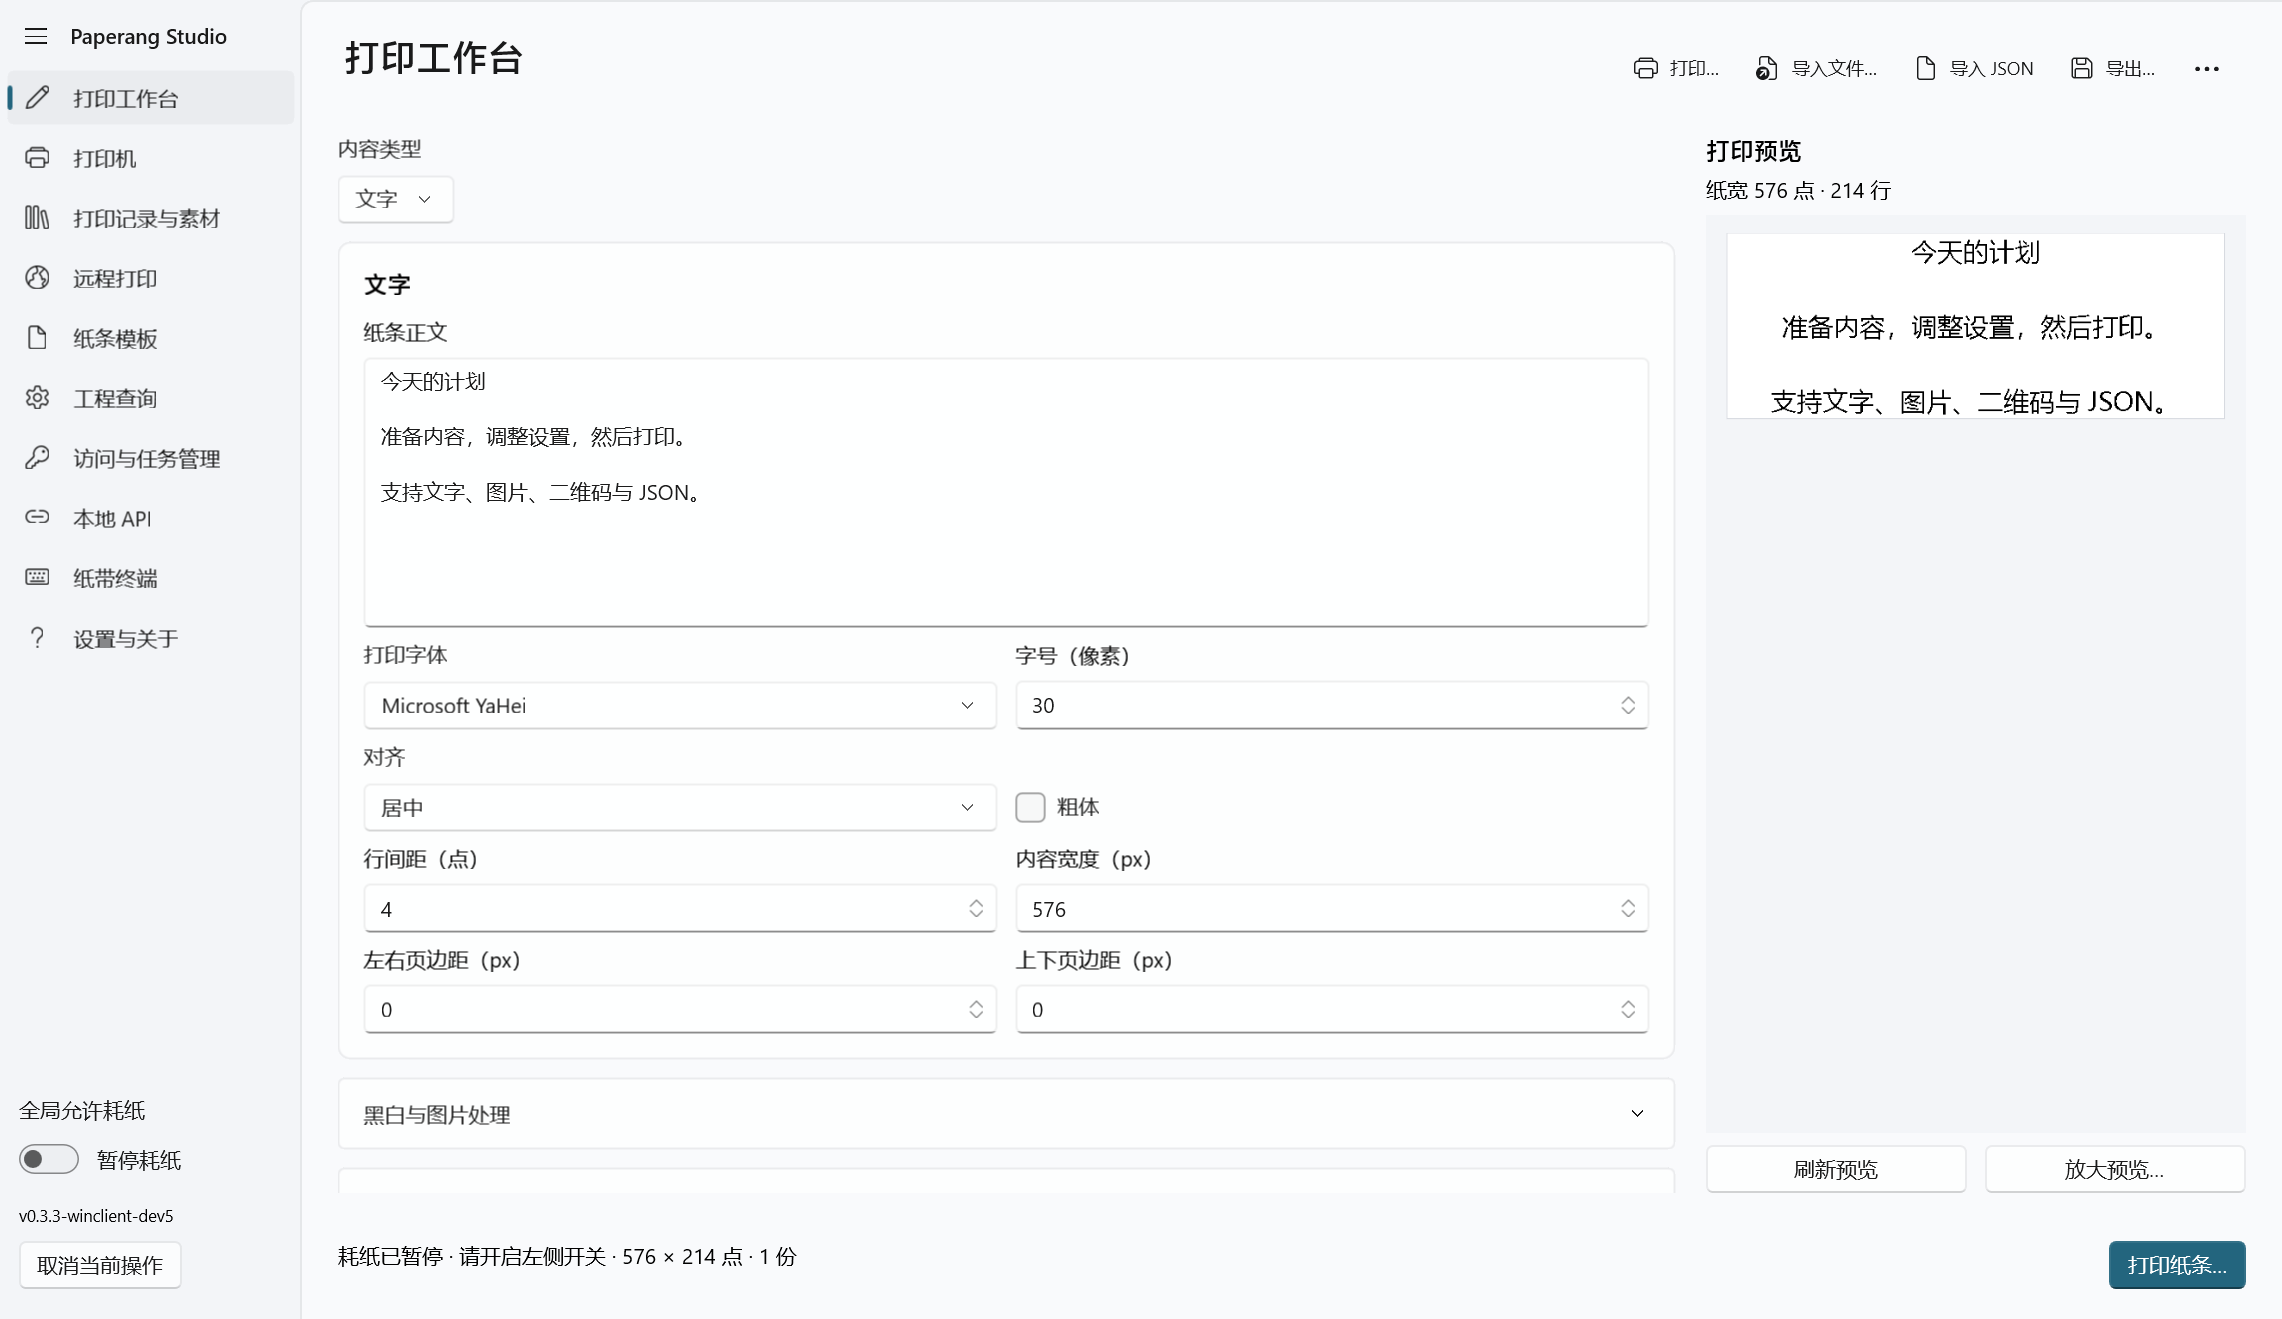 Paperang Studio
打印工作台
打印机
打印记录与素材
远程打印
纸条模板
工程查询
访问与任务管理
本地 API
纸带终端
设置与关于
全局允许耗纸
暂停耗纸
v0.3.3-winclient-dev5
取消当前操作
打印工作台
打印...
导入文件...
导入 JSON
导出...
内容类型
文字
文字
纸条正文
今天的计划
准备内容，调整设置，然后打印。
支持文字、图片、二维码与 JSON。
打印字体
字号（像素）
Microsoft YaHei
30
对齐
居中
粗体
行间距（点）
内容宽度（px）
4
576
左右页边距（px）
上下页边距（px）
0
0
黑白与图片处理
耗纸已暂停 · 请开启左侧开关 · 576 × 214 点 · 1 份
打印预览
纸宽 576 点 · 214 行
今天的计划
准备内容，调整设置，然后打印。
支持文字、图片、二维码与 JSON。
刷新预览
放大预览...
打印纸条...